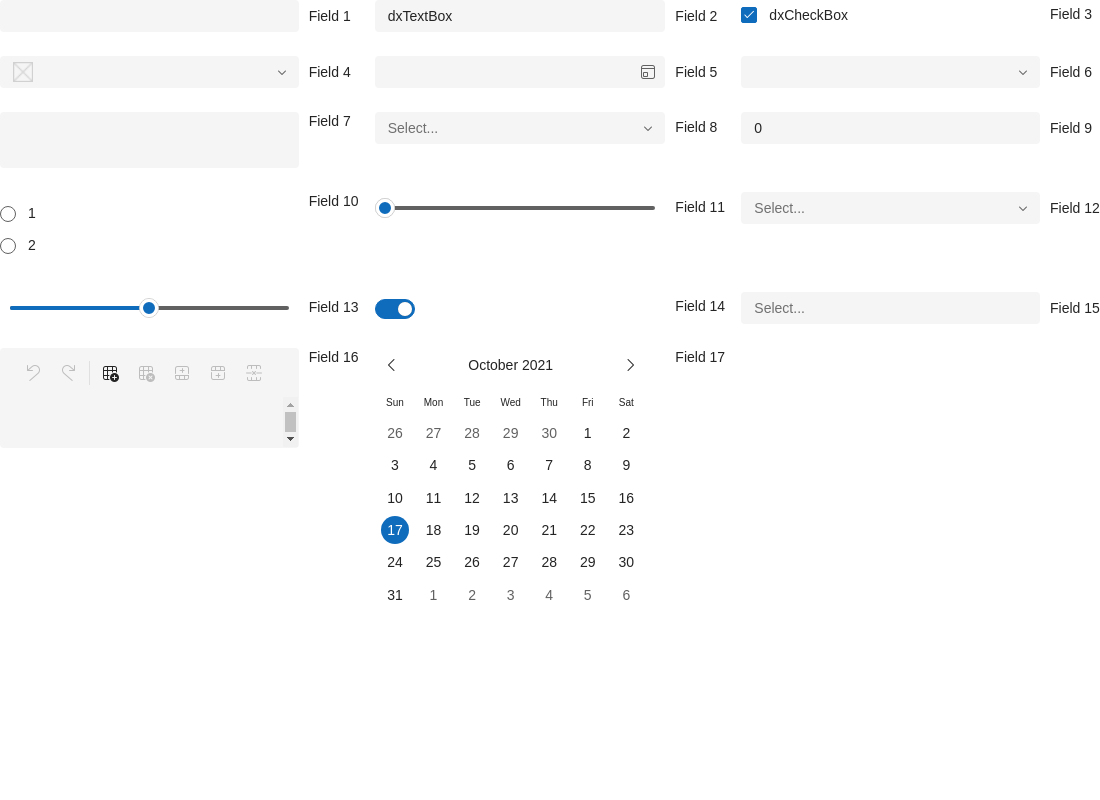 Field 1 dxTextBox Field 2 dxCheckBox Field 3
Field 4 Field 5 Field 6
Field 7 Select... Field 8 0 Field 9
Field 10 Field 11 Select... Field 12
1
2
Field 13 Field 14 Select... Field 15
Field 16 October 2021 Field 17
Sun Mon Tue Wed Thu Fri Sat
26 27 28 29 30 1 2
3 4 5 6 7 8 9
10 11 12 13 14 15 16
17 18 19 20 21 22 23
24 25 26 27 28 29 30
31 1 2 3 4 5 6